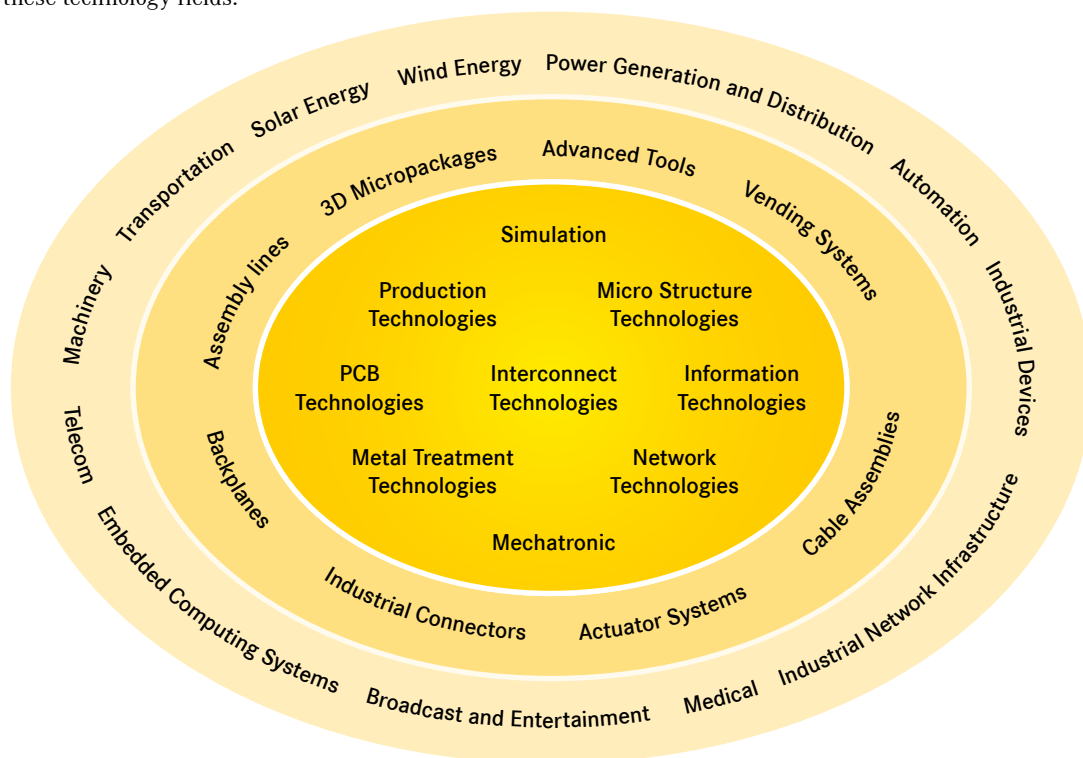 these technology fields.
Wind Energy
Power Generation and Distribution
Solar Energy
Transportation
Automation
Machinery
Industrial Devices
Telecom
Embedded Computing Systems
Broadcast and Entertainment
Medical
Industrial Network Infrastructure
3D Micropackages
Advanced Tools
Vending Systems
Assembly lines
Backplanes
Industrial Connectors
Actuator Systems
Cable Assemblies
Simulation
Production
Technologies
Micro Structure
Technologies
PCB
Technologies
Interconnect
Technologies
Information
Technologies
Metal Treatment
Technologies
Network
Technologies
Mechatronic